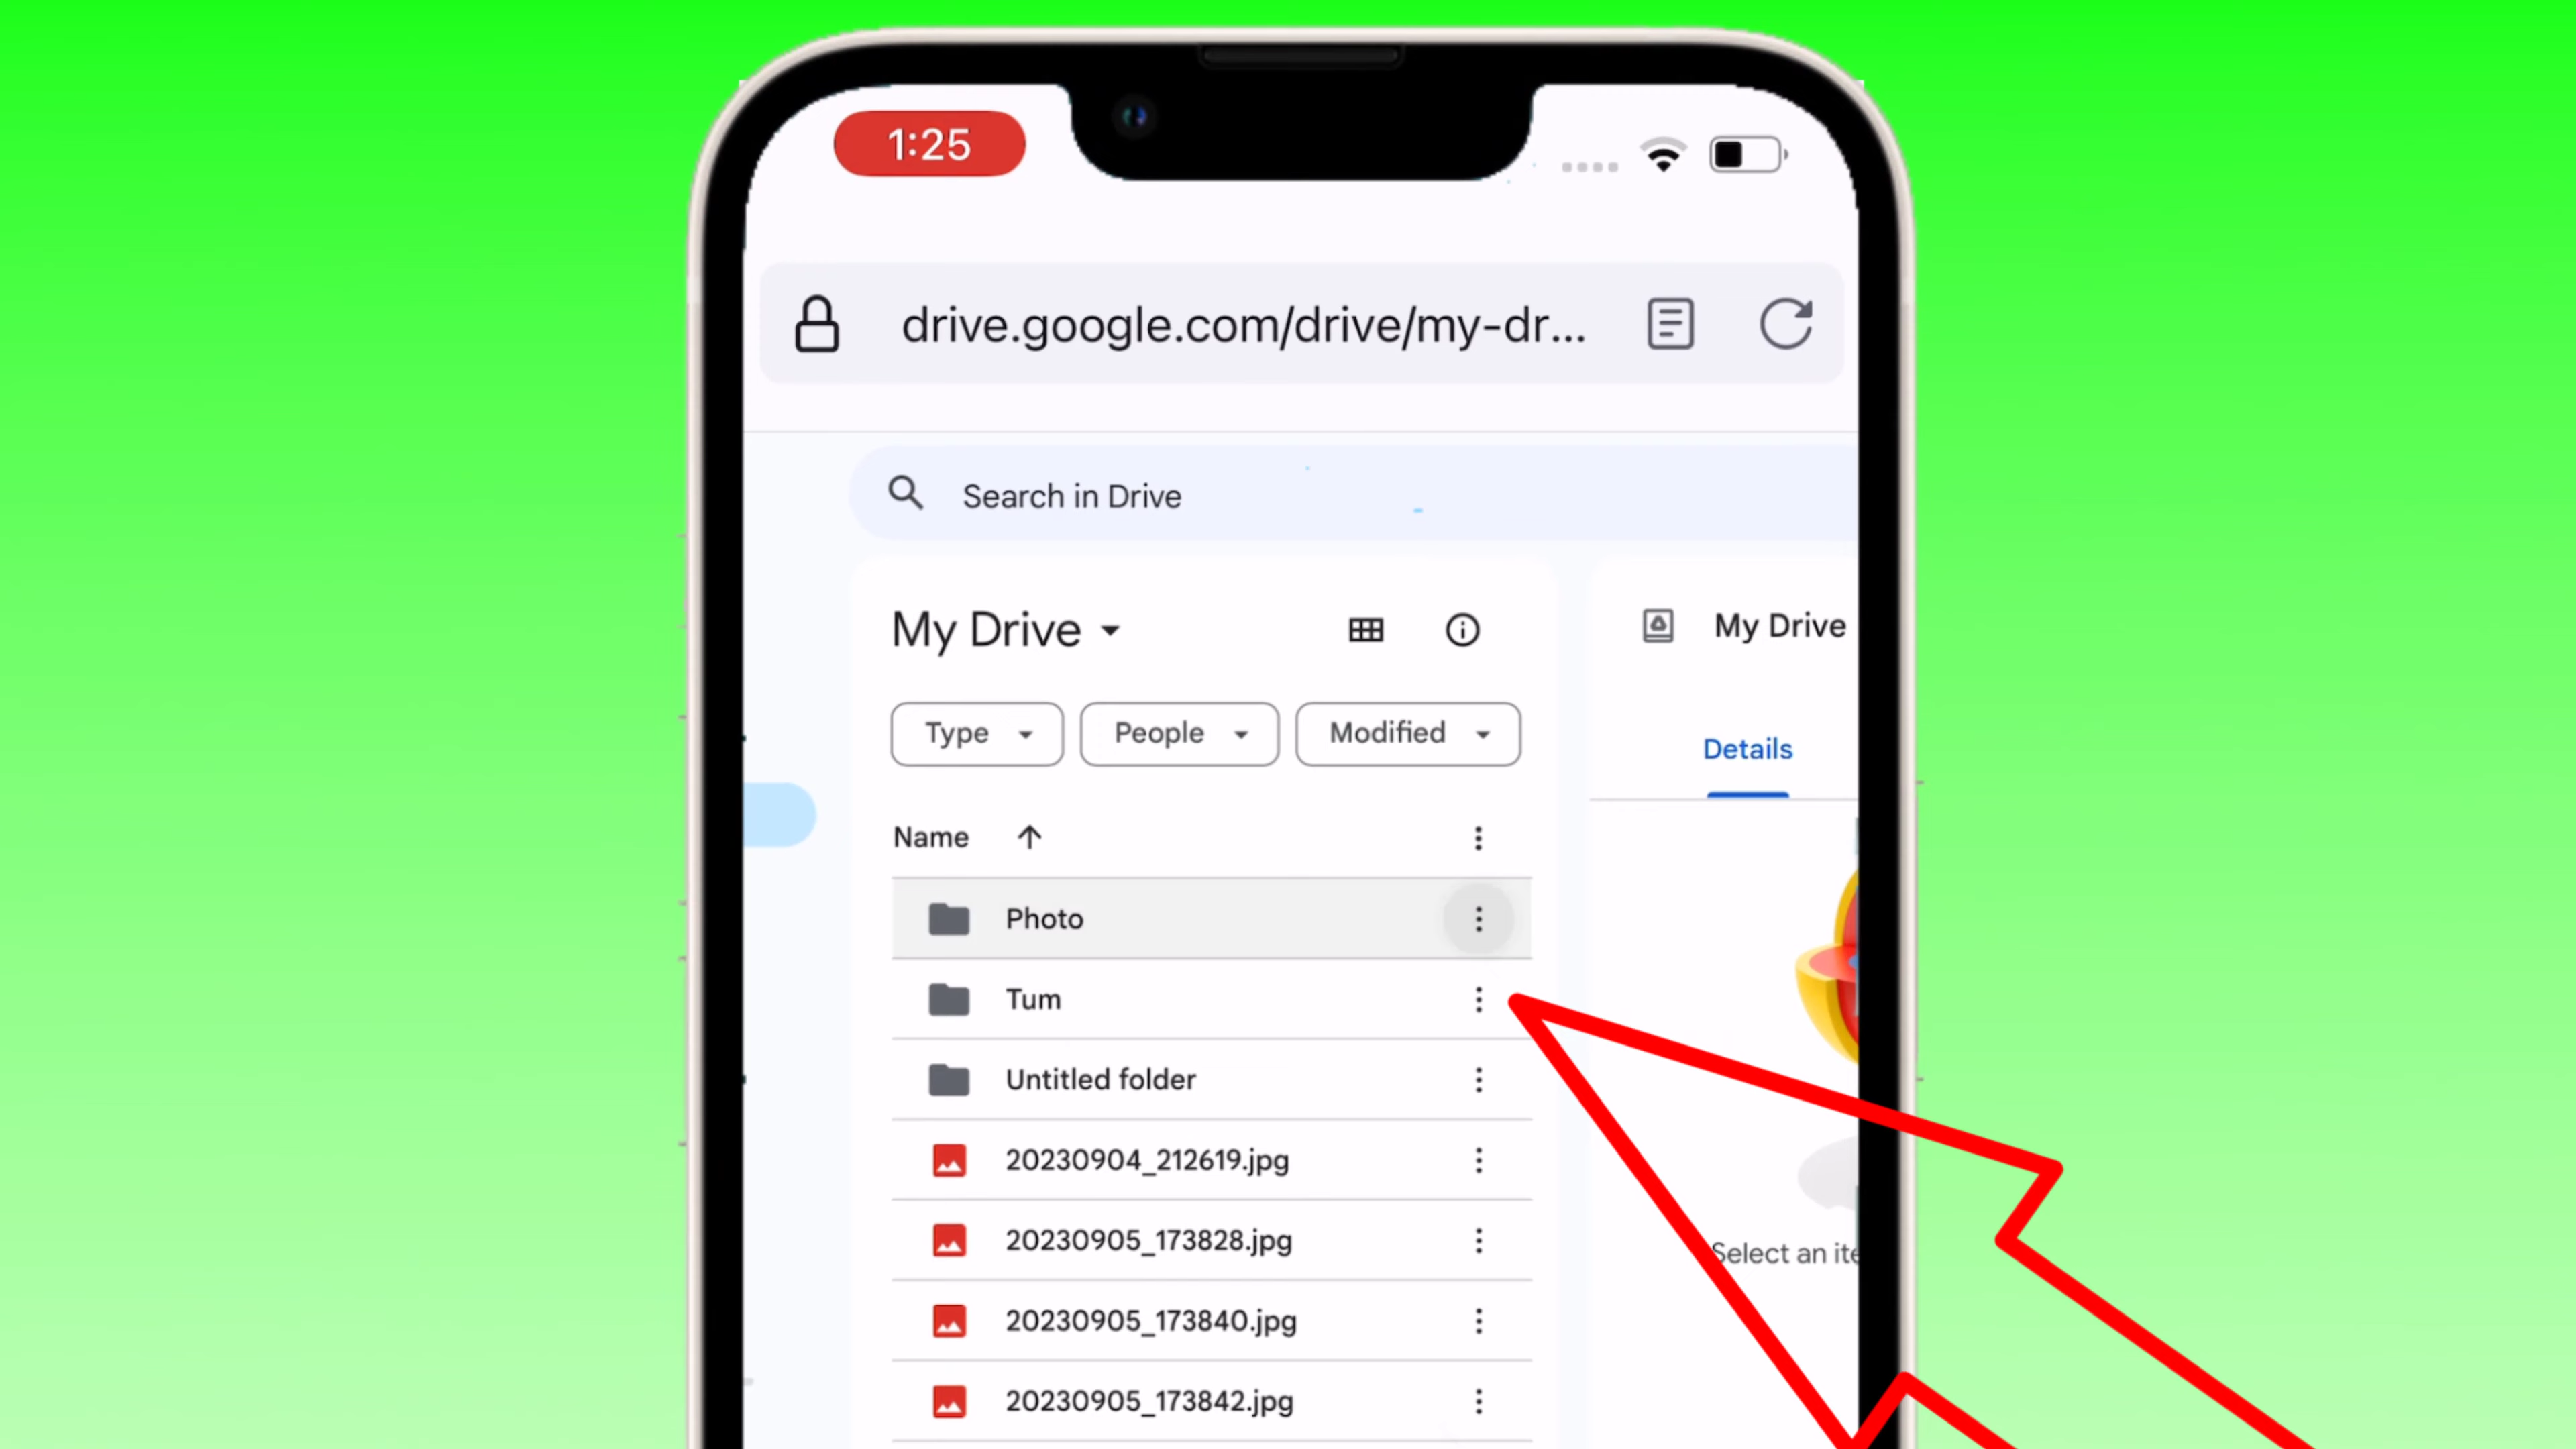 1:25
drive.google.com/drive/my-dr...
Search in Drive
My Drive
My Drive
Type
People
Modified
Details
Name
Photo
Tum
Untitled folder
20230904_212619.jpg
20230905_173828.jpg
Select an ite
20230905_173840.jpg
20230905_173842.jpg